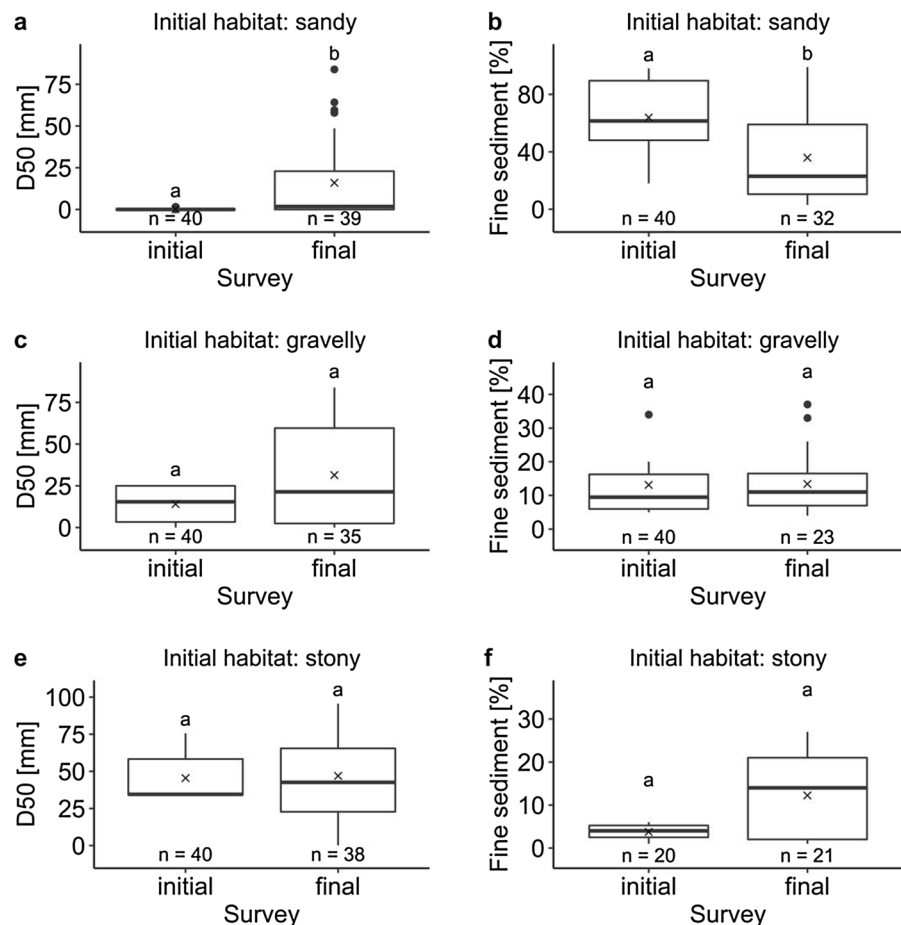 a Initial habitat: sandy
D50 [mm]
75
50
25
0
a
b
n = 40
n = 39
initial
final
Survey
b Initial habitat: sandy
Fine sediment [%]
80
40
0
a
b
n = 40
n = 32
initial
final
Survey
c Initial habitat: gravelly
D50 [mm]
75
50
25
0
a
a
n = 40
n = 35
initial
final
Survey
d Initial habitat: gravelly
Fine sediment [%]
40
30
20
10
0
a
a
n = 40
n = 23
initial
final
Survey
e Initial habitat: stony
D50 [mm]
100
75
50
25
0
a
a
n = 40
n = 38
initial
final
Survey
f Initial habitat: stony
Fine sediment [%]
30
20
10
0
a
a
n = 20
n = 21
initial
final
Survey